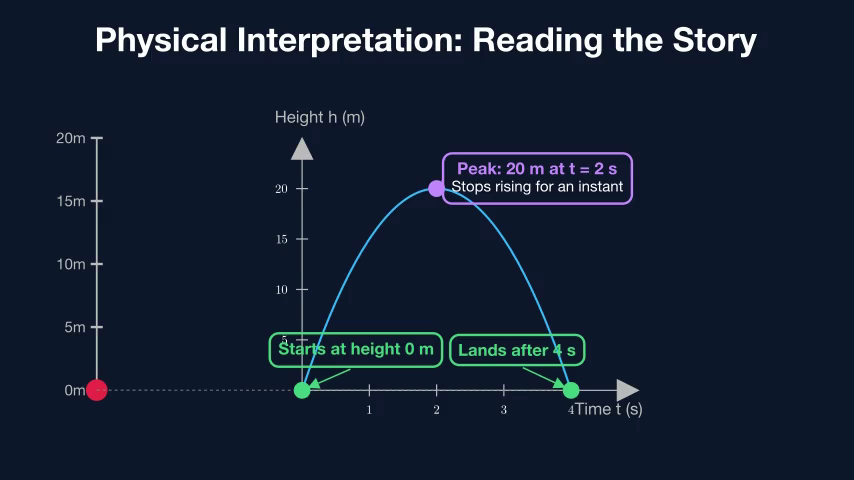 Physical Interpretation: Reading the Story
Height h (m)
20m
15m
10m
5m
0m
20
15
10
5
Peak: 20 m at t = 2 s
Stops rising for an instant
Starts at height 0 m
Lands after 4 s
1
2
3
4
Time t (s)